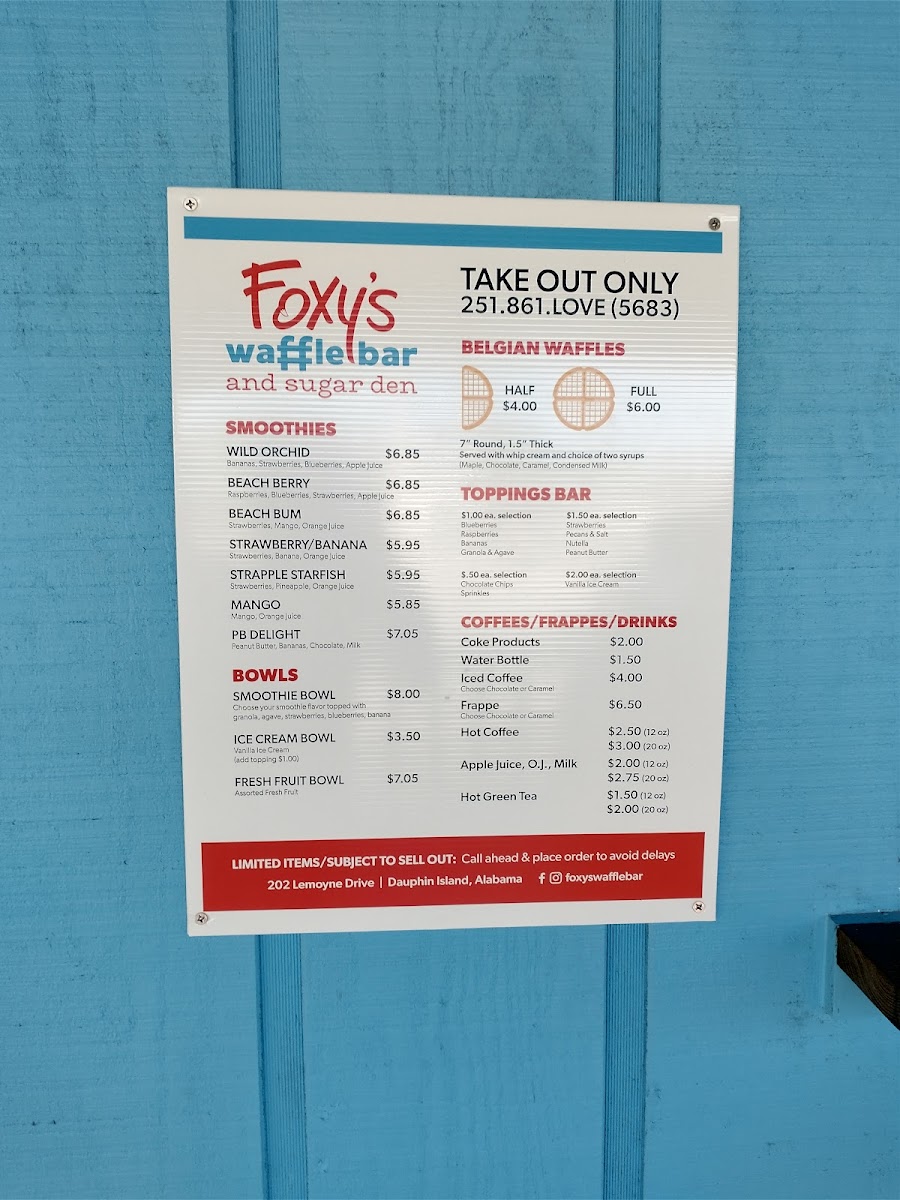 Foxy's
waffle bar
and sugar den
SMOOTHIES
WILD ORCHID $6.85
Bananas, Strawberries, Blueberries, Apple Juice
BEACH BERRY $6.85
Raspberries, Blueberries, Strawberries, Apple Juice
BEACH BUM $6.85
Strawberries, Mango, Orange Juice
STRAWBERRY/BANANA $5.95
Strawberries, Banana, Orange Juice
STRAPPLE STARFISH $5.95
Strawberries, Pineapple, Orange Juice
MANGO $5.85
Mango, Orange Juice
PB DELIGHT $7.05
Peanut Butter, Bananas, Chocolate, Milk
BOWLS
SMOOTHIE BOWL $8.00
Choose your smoothie flavor topped with
granola, agave, strawberries, blueberries, banana
ICE CREAM BOWL $3.50
Vanilla Ice Cream
(add topping $1.00)
FRESH FRUIT BOWL $7.05
Assorted Fresh Fruit
TAKE OUT ONLY
251.861.LOVE (5683)
BELGIAN WAFFLES
HALF
$4.00
FULL
$6.00
7" Round, 1.5" Thick
Served with whip cream and choice of two syrups
(Maple, Chocolate, Caramel, Condensed Milk)
TOPPINGS BAR
$1.00 ea. selection
Blueberries
Raspberries
Bananas
Granola & Agave
$1.50 ea. selection
Strawberries
Pecans & Salt
Nutella
Peanut Butter
$.50 ea. selection
Chocolate Chips
Sprinkles
$2.00 ea. selection
Vanilla Ice Cream
COFFEES/FRAPPES/DRINKS
Coke Products $2.00
Water Bottle $1.50
Iced Coffee $4.00
Choose Chocolate or Caramel
Frappe $6.50
Choose Chocolate or Caramel
Hot Coffee $2.50 (12 oz)
$3.00 (20 oz)
Apple Juice, O.J., Milk $2.00 (12 oz)
$2.75 (20 oz)
Hot Green Tea $1.50 (12 oz)
$2.00 (20 oz)
LIMITED ITEMS/SUBJECT TO SELL OUT: Call ahead & place order to avoid delays
202 Lemoyne Drive | Dauphin Island, Alabama f foxyswafflebar